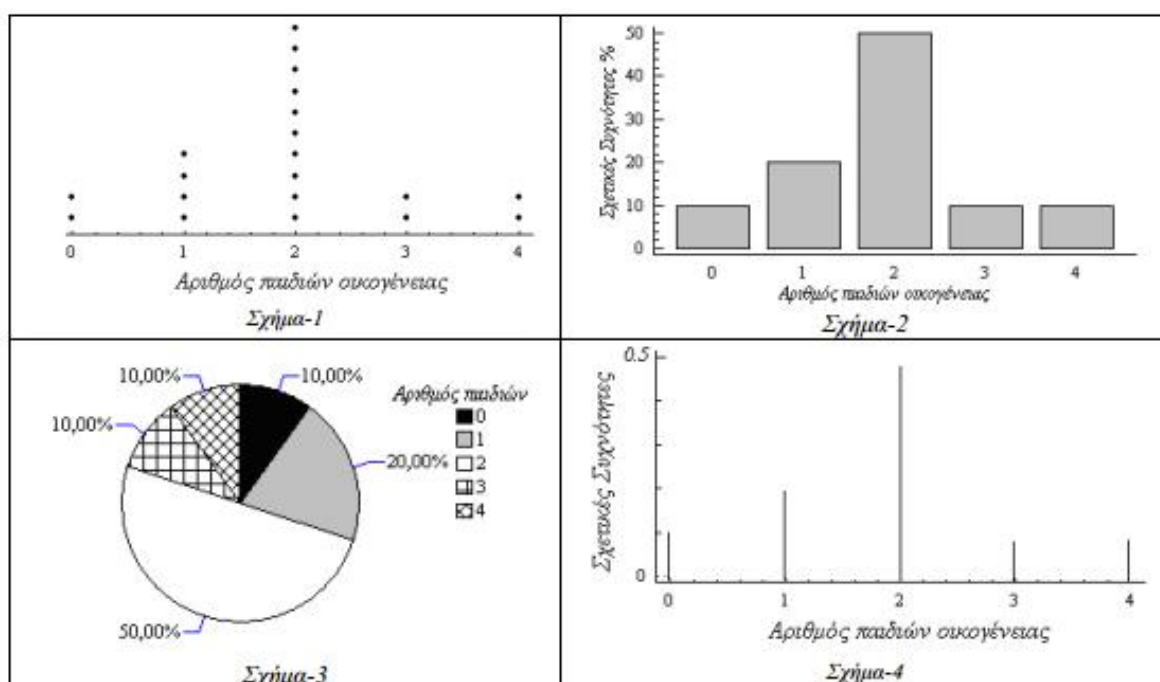 0 1 2 3 4
Αριθμός παιδιών οικογένειας
Σχήμα-1
Σχετικές Συχνότητες %
50
40
30
20
10
0
0 1 2 3 4
Αριθμός παιδιών οικογένειας
Σχήμα-2
10,00% 10,00%
10,00%
20,00%
50,00%
Αριθμός παιδιών
0
1
2
3
4
Σχήμα-3
Σχετικές Συχνότητες
0.5
0
0 1 2 3 4
Αριθμός παιδιών οικογένειας
Σχήμα-4